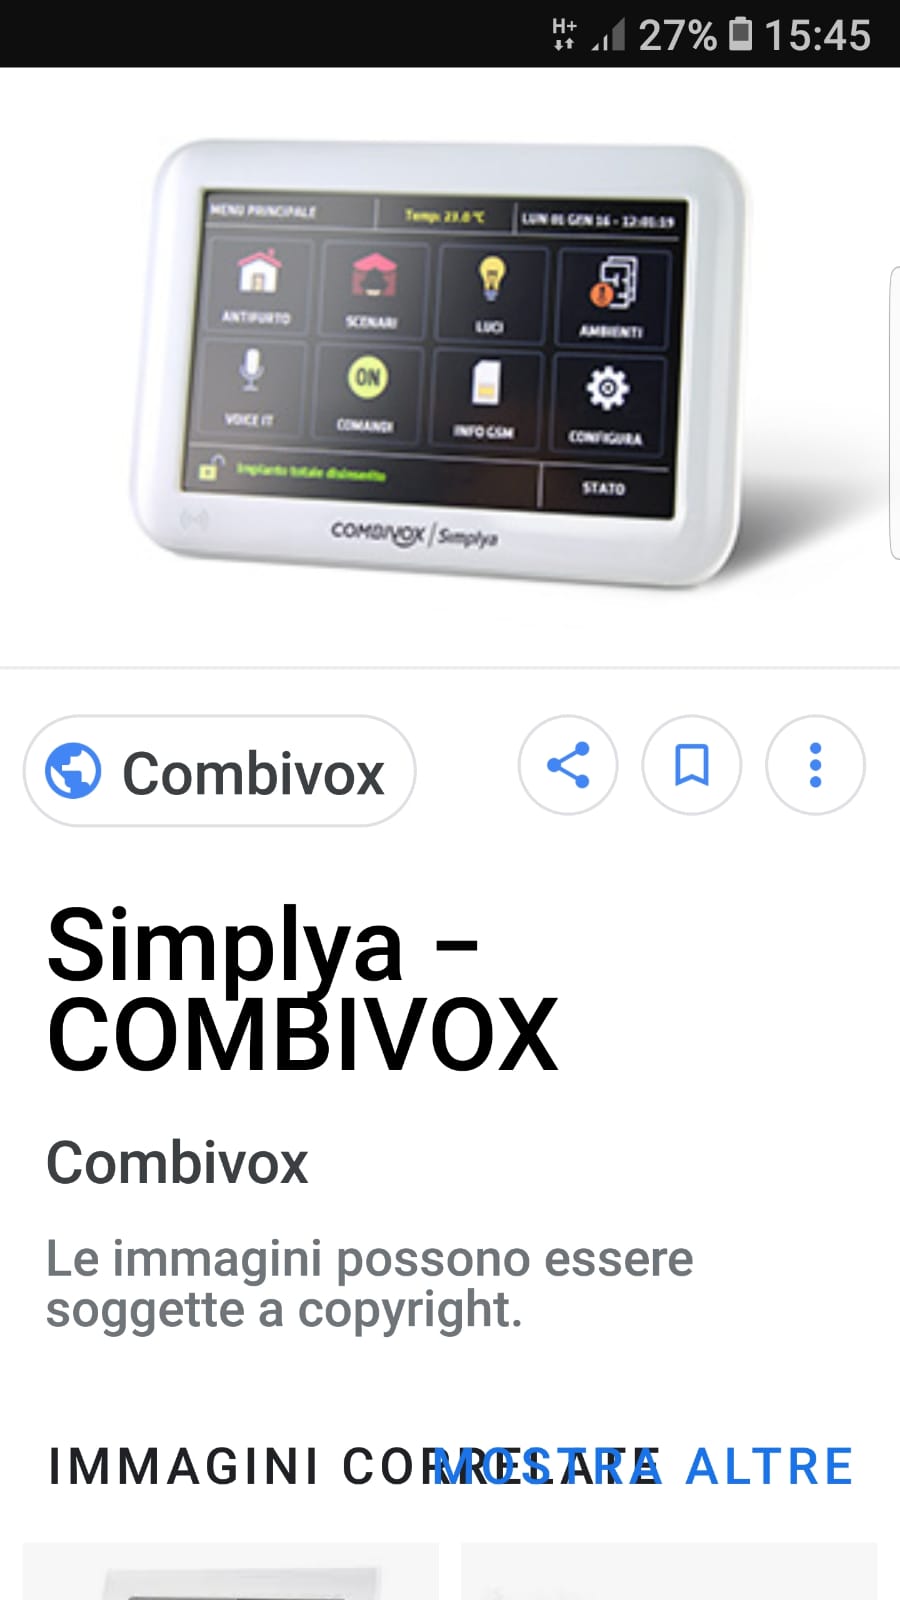 H+ 27% 15:45
MENU PRINCIPALE Temp: 23.0°C LUN 01 GEN 16 - 12:01:19
ANTIFURTO SCENARI LUCI AMBIENTI
ON
VOICE IT COMANDI INFO GSM CONFIGURA
Impianto totale disinserito STATO
COMBIVOX | Simplya
Combivox
Simplya –
COMBIVOX
Combivox
Le immagini possono essere
soggette a copyright.
IMMAGINI CORRELATE MOSTRA ALTRE